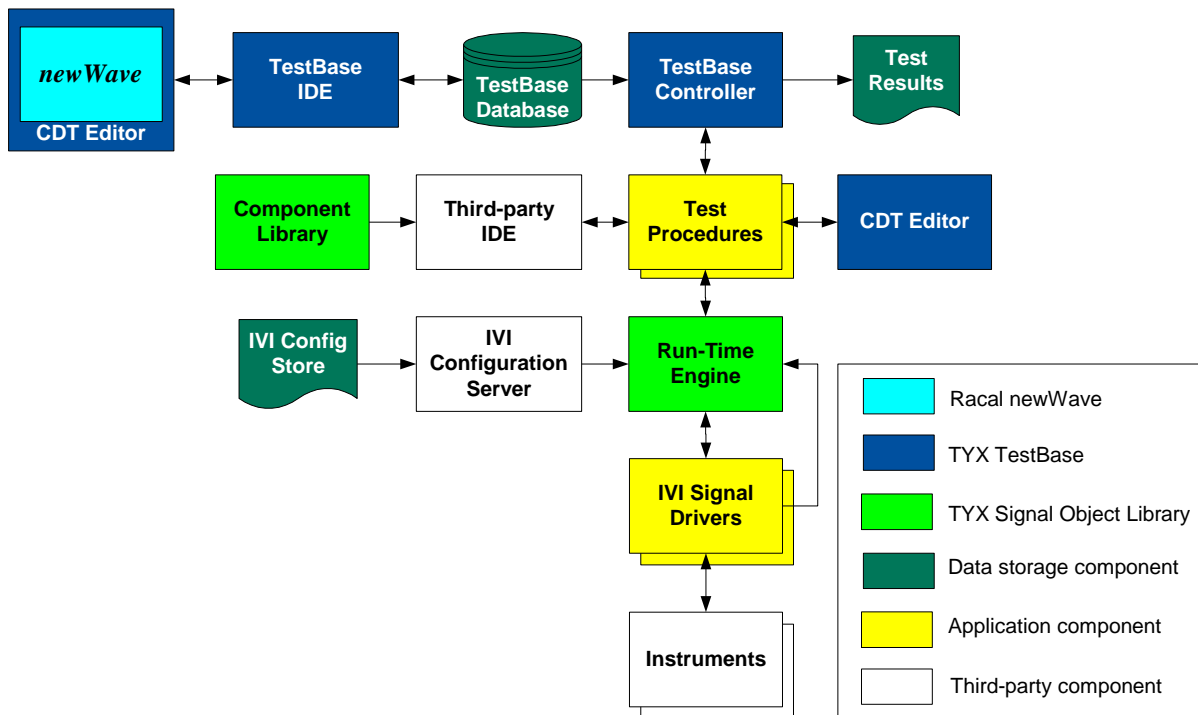 newWave
CDT Editor
TestBase
IDE
TestBase
Database
TestBase
Controller
Test
Results
Component
Library
Third-party
IDE
Test
Procedures
CDT Editor
IVI Config
Store
IVI
Configuration
Server
Run-Time
Engine
IVI Signal
Drivers
Instruments
Racal newWave
TYX TestBase
TYX Signal Object Library
Data storage component
Application component
Third-party component